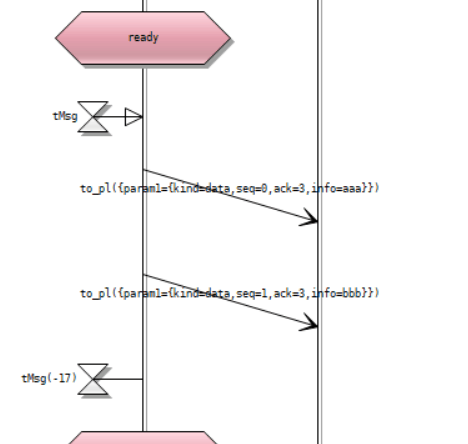 ready
tMsg
to_pl({param1={kind=data,seq=0,ack=3,info=aaa}})
to_pl({param1={kind=data,seq=1,ack=3,info=bbb}})
tMsg(-17)